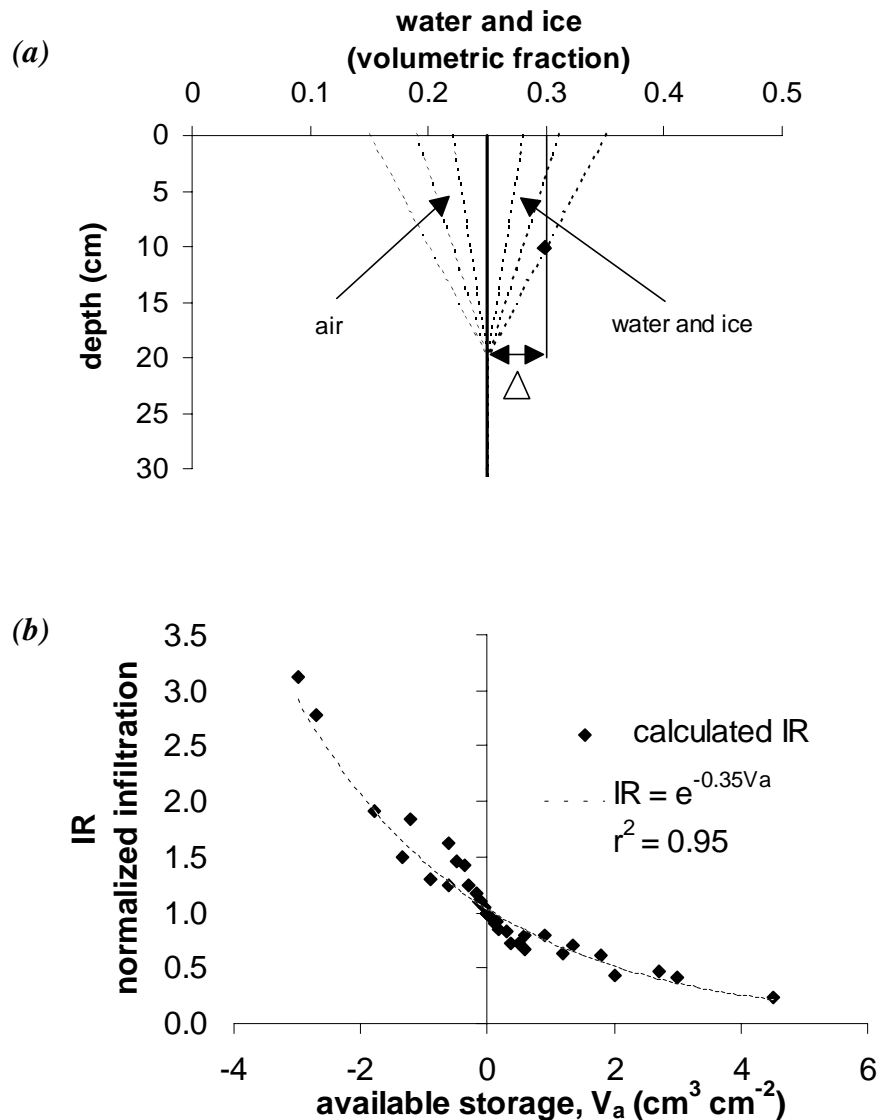 (a)
water and ice
(volumetric fraction)
0 0.1 0.2 0.3 0.4 0.5
depth (cm)
0
5
10
15
20
25
30
air
water and ice
△
(b)
IR
normalized infiltration
3.5
3.0
2.5
2.0
1.5
1.0
0.5
0.0
calculated IR
IR = e^-0.35Va
r² = 0.95
-4 -2 0 2 4 6
available storage, Vₐ (cm³ cm⁻²)